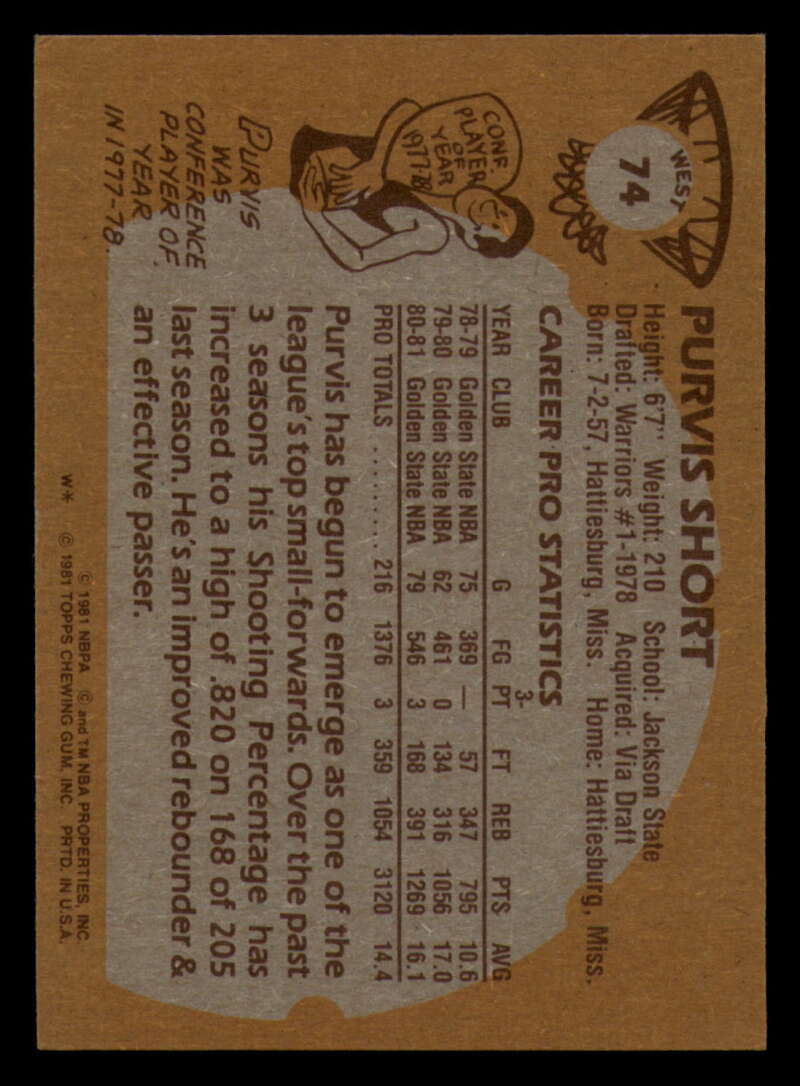 WEST
74
PURVIS SHORT
Height: 6'7" Weight: 210 School: Jackson State
Drafted: Warriors #1-1978 Acquired: Via Draft
Born: 7-2-57, Hattiesburg, Miss. Home: Hattiesburg, Miss.
CAREER PRO STATISTICS
3-
YEAR CLUB G FG PT FT REB PTS AVG
78-79 Golden State NBA 75 369 — 57 347 795 10.6
79-80 Golden State NBA 62 461 0 134 316 1056 17.0
80-81 Golden State NBA 79 546 3 168 391 1269 16.1
PRO TOTALS ......... 216 1376 3 359 1054 3120 14.4
CONF.
PLAYER
OF
YEAR
1977-78
PURVIS
WAS
CONFERENCE
PLAYER OF
YEAR
IN 1977-78.
Purvis has begun to emerge as one of the
league's top small-forwards. Over the past
3 seasons his Shooting Percentage has
increased to a high of .820 on 168 of 205
last season. He's an improved rebounder &
an effective passer.
© 1981 NBPA © and TM NBA PROPERTIES, INC
W* © 1981 TOPPS CHEWING GUM, INC PRTD. IN U.S.A.